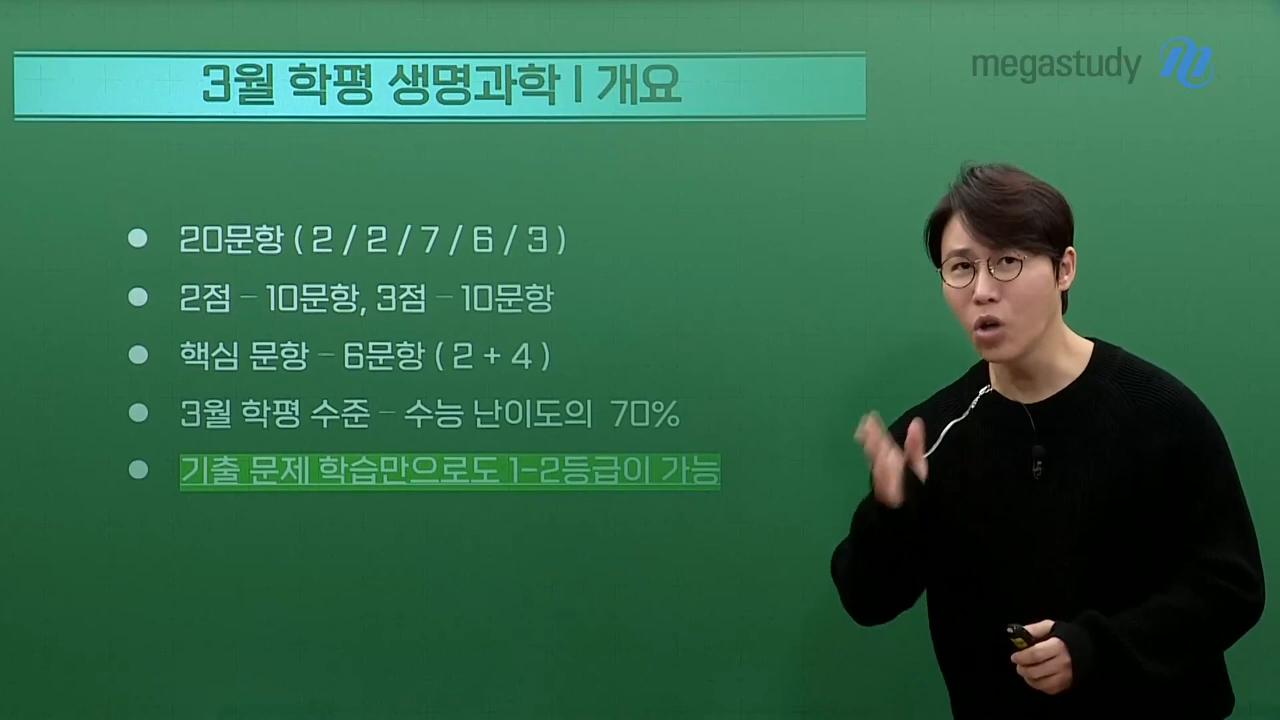 3월 학평 생명과학 I 개요
megastudy
20문항 ( 2 / 2 / 7 / 6 / 3 )
2점 – 10문항, 3점 – 10문항
핵심 문항 – 6문항 ( 2 + 4 )
3월 학평 수준 – 수능 난이도의 70%
기출 문제 학습만으로도 1-2등급이 가능